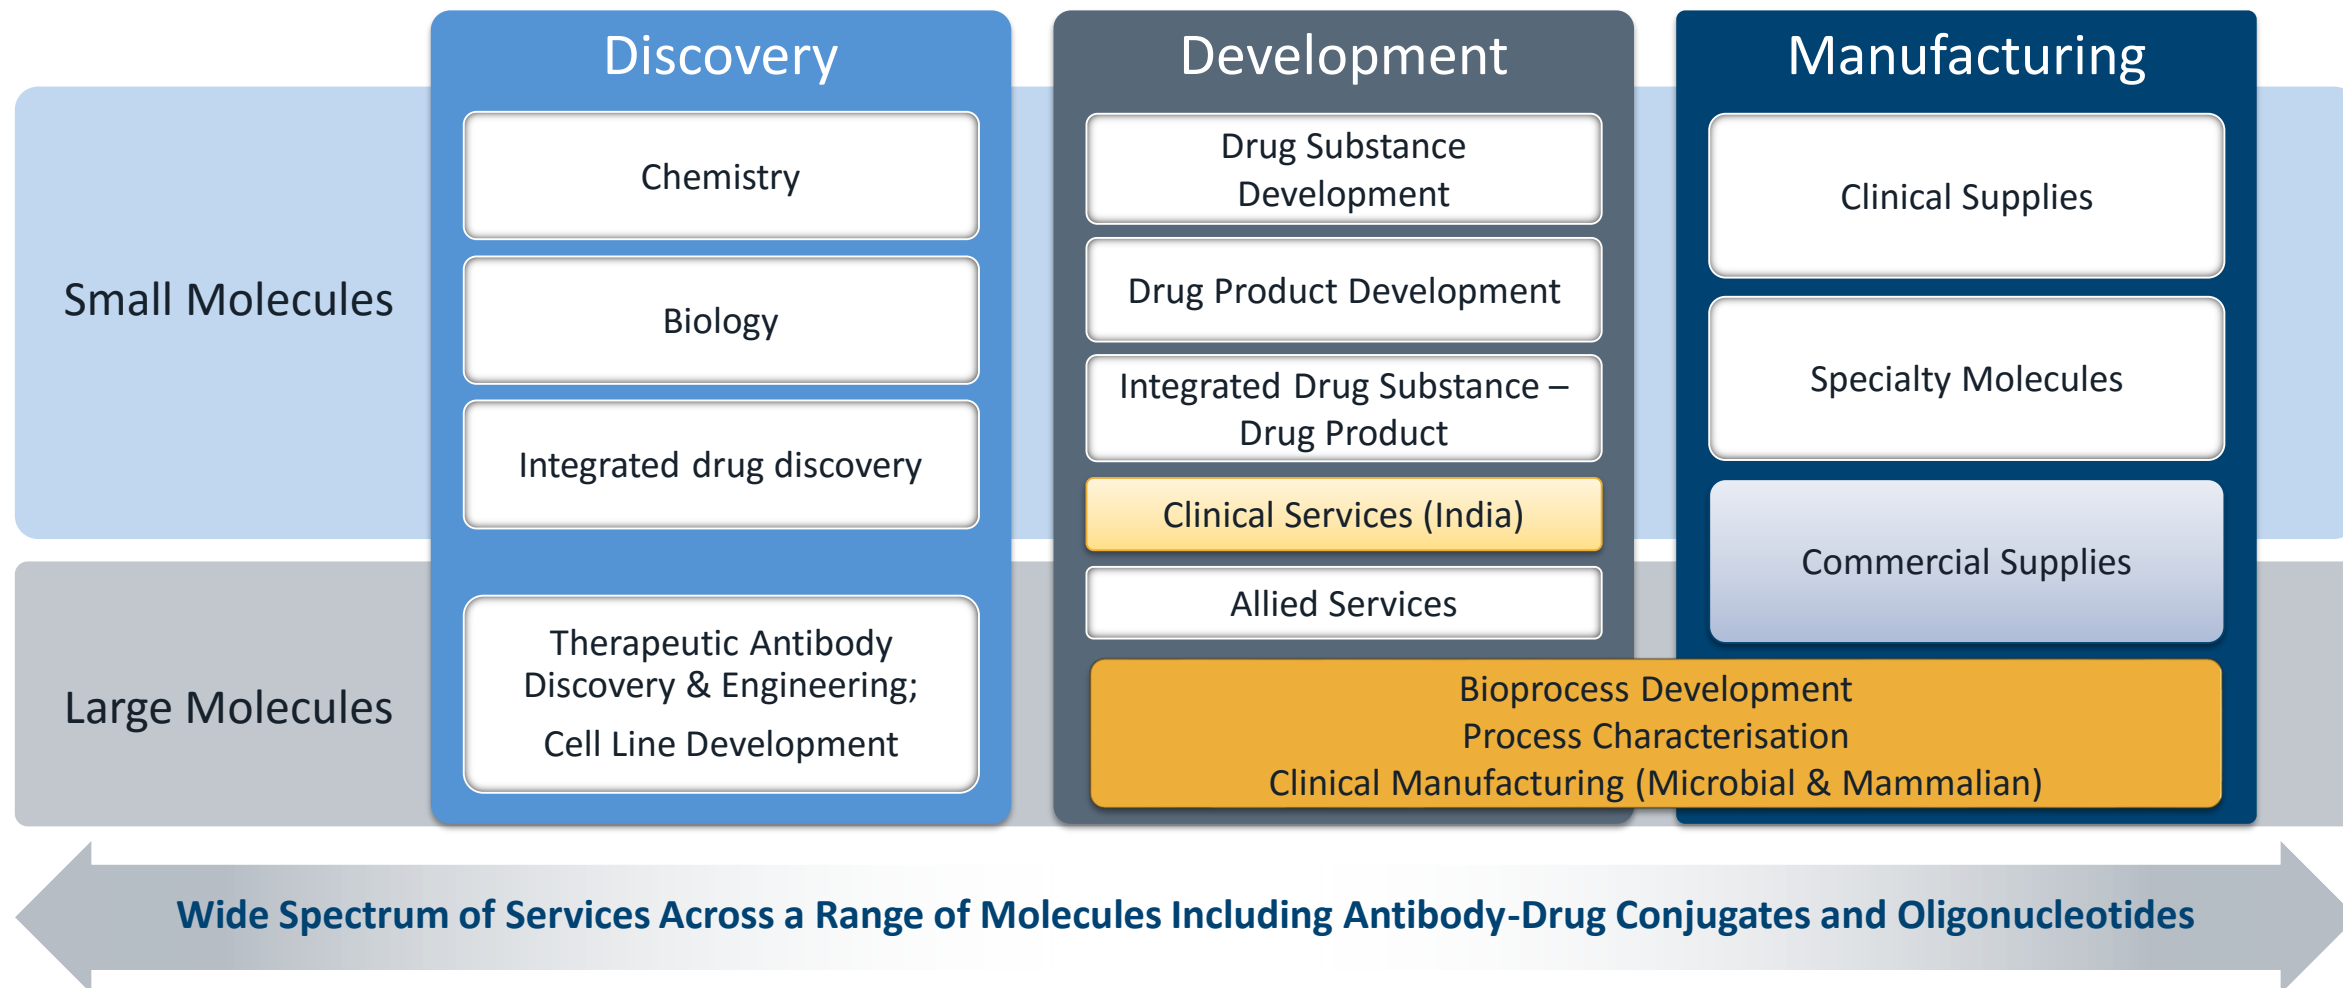 Discovery
Development
Manufacturing
Small Molecules
Chemistry
Biology
Integrated drug discovery
Drug Substance
Development
Drug Product Development
Integrated Drug Substance –
Drug Product
Clinical Services (India)
Allied Services
Clinical Supplies
Specialty Molecules
Commercial Supplies
Large Molecules
Therapeutic Antibody
Discovery & Engineering;
Cell Line Development
Bioprocess Development
Process Characterisation
Clinical Manufacturing (Microbial & Mammalian)
Wide Spectrum of Services Across a Range of Molecules Including Antibody-Drug Conjugates and Oligonucleotides